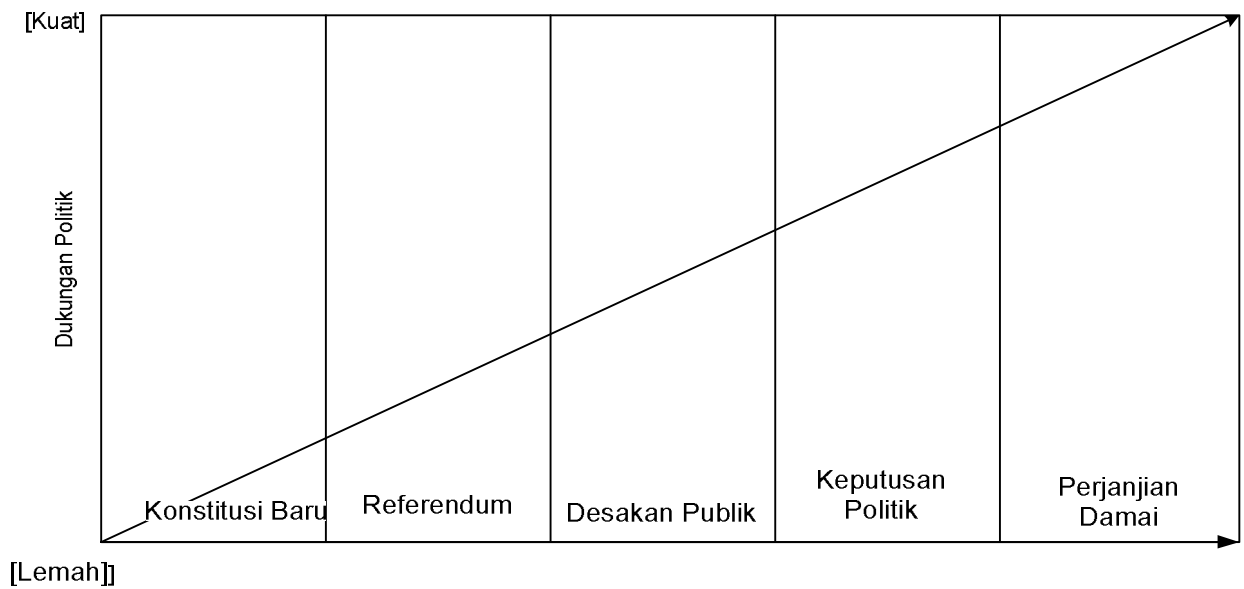 [Kuat]
Dukungan Politik
Konstitusi Baru
Referendum
Desakan Publik
Keputusan
Politik
Perjanjian
Damai
[Lemah]]